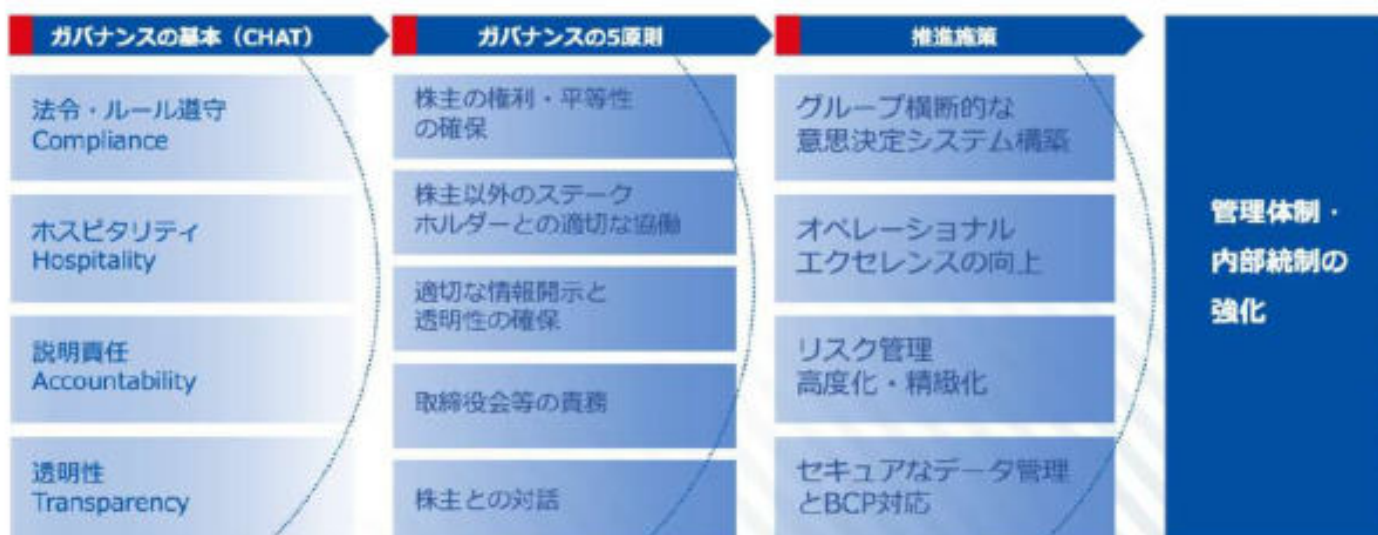 ガバナンスの基本（CHAT）
法令・ルール遵守
Compliance
ホスピタリティ
Hospitality
説明責任
Accountability
透明性
Transparency
ガバナンスの5原則
株主の権利・平等性
の確保
株主以外のステーク
ホルダーとの適切な協働
適切な情報開示と
透明性の確保
取締役会等の責務
株主との対話
推進施策
グループ横断的な
意思決定システム構築
オペレーショナル
エクセレンスの向上
リスク管理
高度化・精緻化
セキュアなデータ管理
とBCP対応
管理体制・
内部統制の
強化